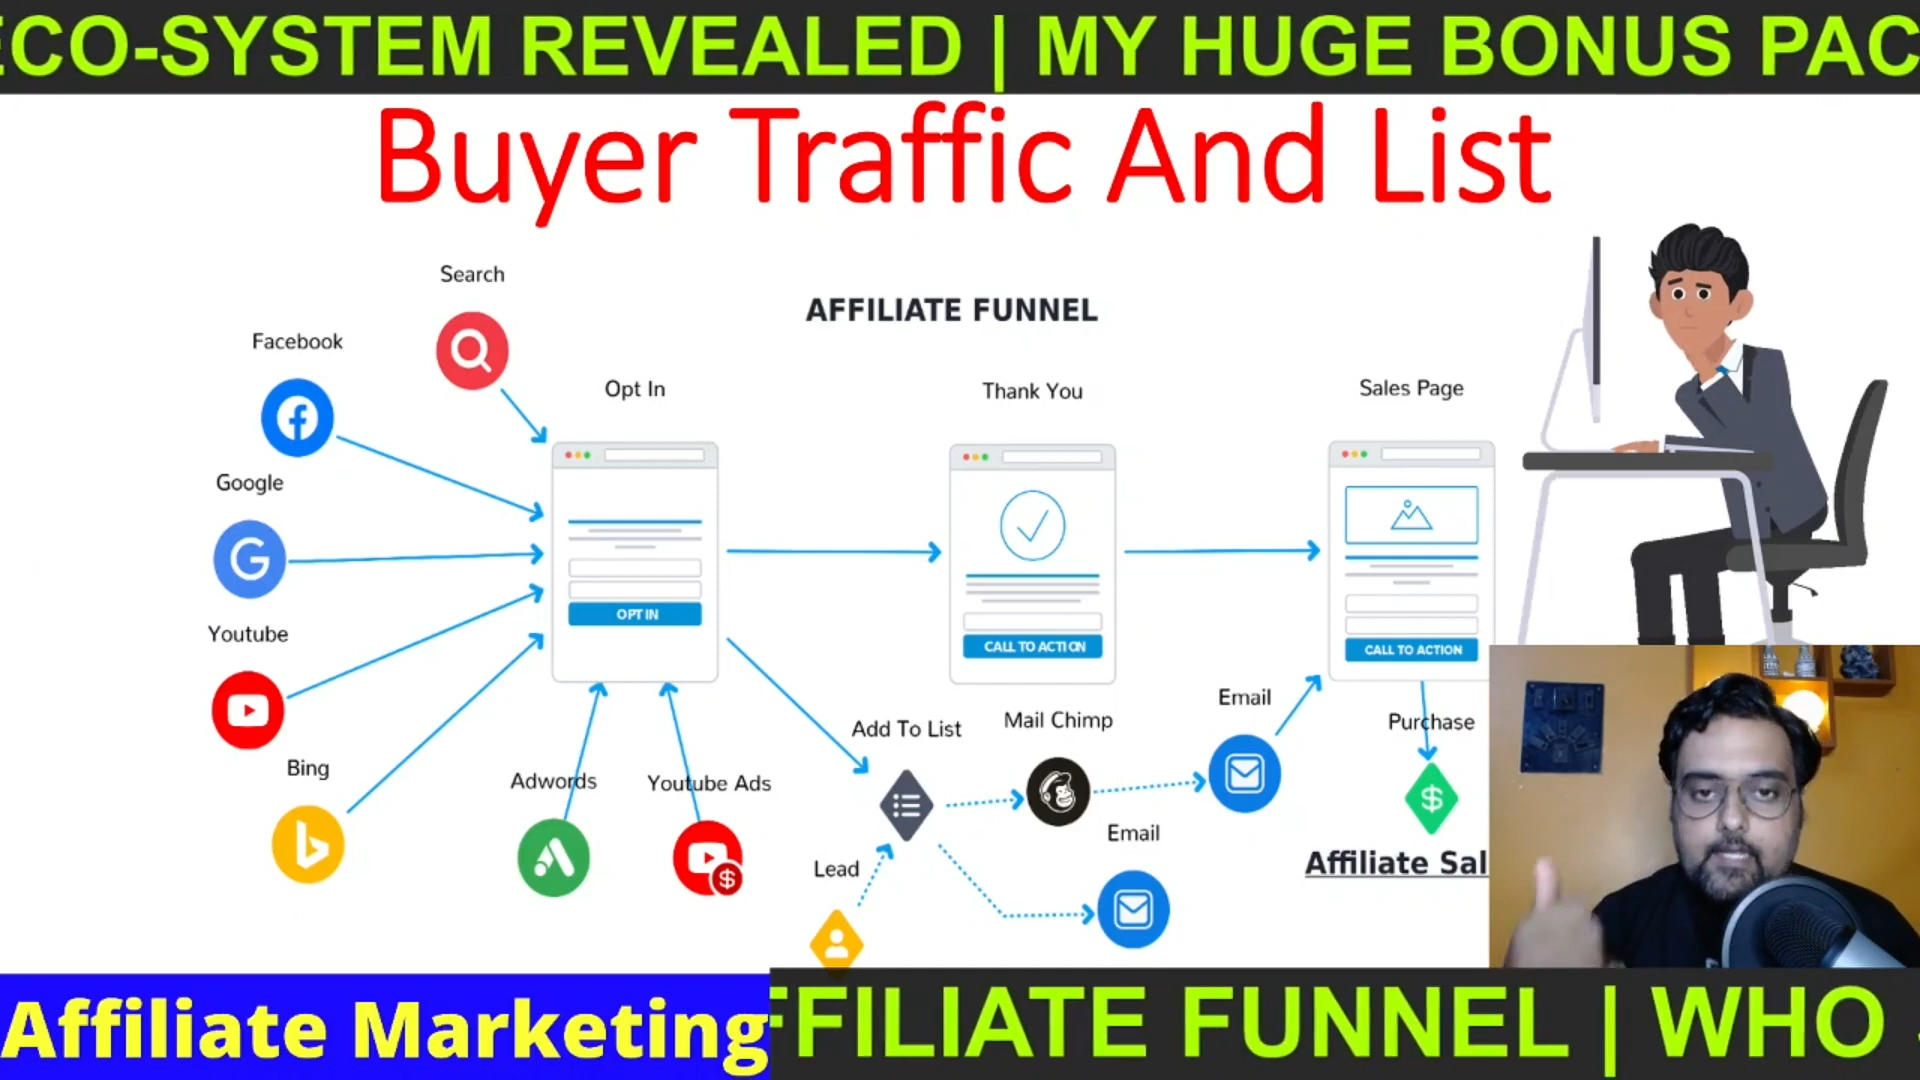 ECO-SYSTEM REVEALED | MY HUGE BONUS PAC
Buyer Traffic And List
Search
AFFILIATE FUNNEL
Facebook
Opt In
Thank You
Sales Page
Google
OPT IN
Youtube
CALL TO ACTION
CALL TO ACTION
Email
Mail Chimp
Purchase
Add To List
Bing
Adwords
Youtube Ads
Email
Lead
Affiliate Sal
Affiliate Marketing
FFILIATE FUNNEL | WHO